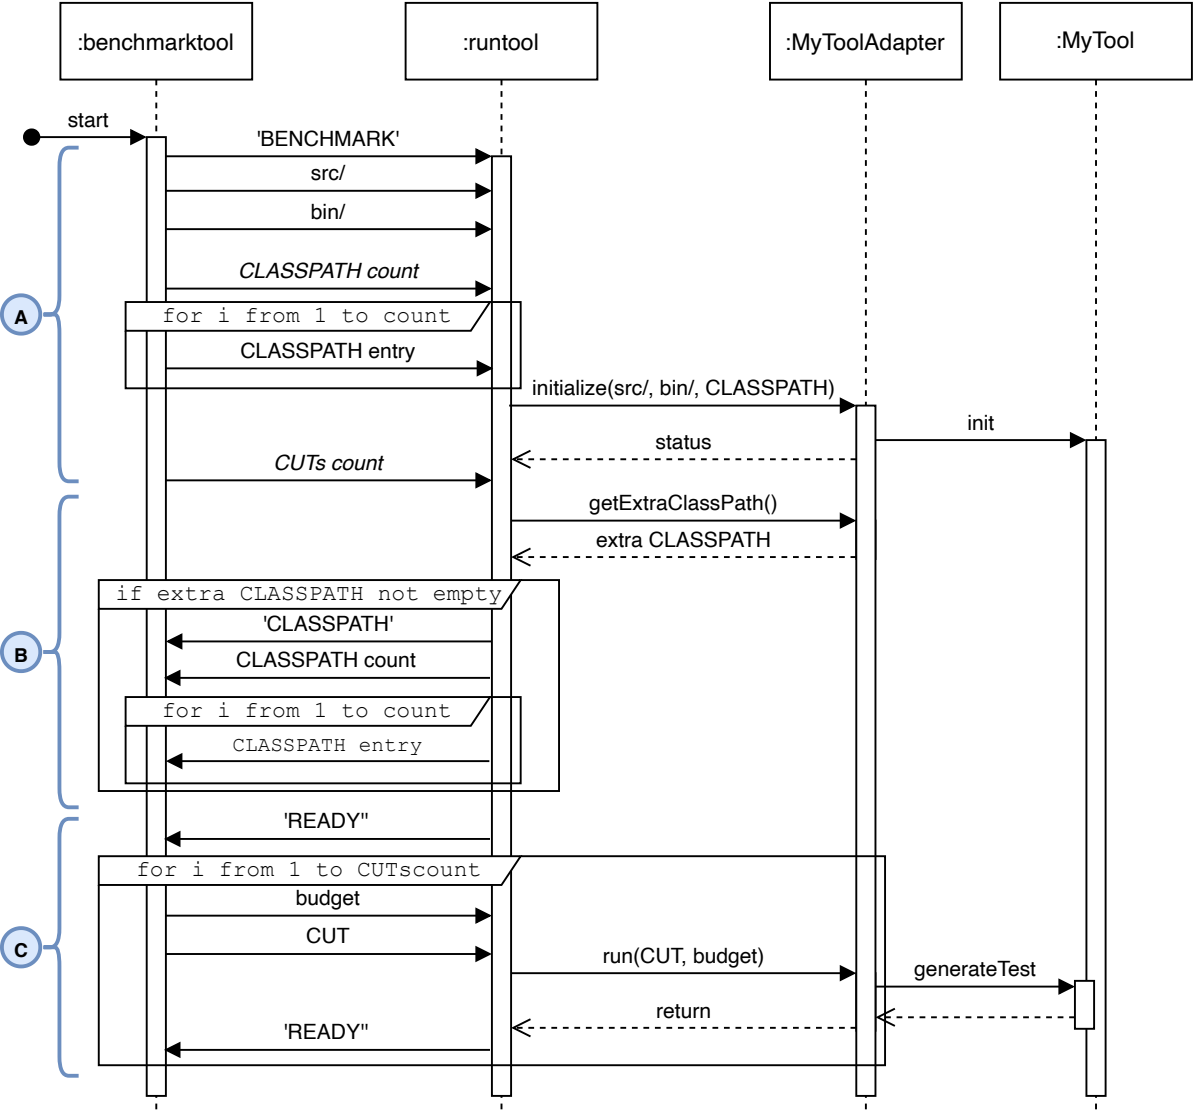 :benchmarktool
:runtool
:MyToolAdapter
:MyTool
start
'BENCHMARK'
src/
bin/
CLASSPATH count
A
for i from 1 to count
CLASSPATH entry
initialize(src/, bin/, CLASSPATH)
init
status
CUTs count
getExtraClassPath()
extra CLASSPATH
if extra CLASSPATH not empty
'CLASSPATH'
B
CLASSPATH count
for i from 1 to count
CLASSPATH entry
'READY"
for i from 1 to CUTscount
budget
C
CUT
run(CUT, budget)
generateTest
return
'READY"